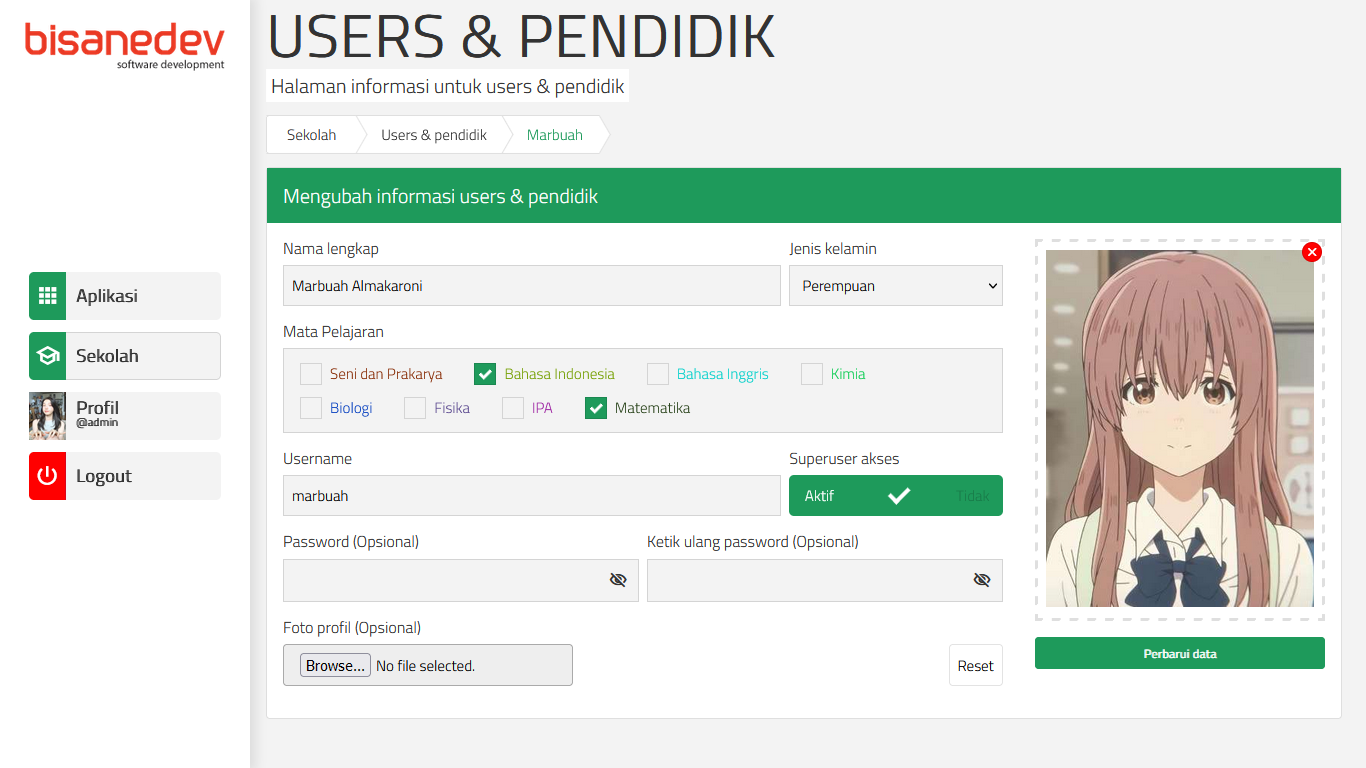 bisanedev
software development
Aplikasi
Sekolah
Profil
@admin
Logout
USERS & PENDIDIK
Halaman informasi untuk users & pendidik
Sekolah Users & pendidik Marbuah
Mengubah informasi users & pendidik
Nama lengkap Jenis kelamin
Marbuah Almakaroni Perempuan
Mata Pelajaran
Seni dan Prakarya Bahasa Indonesia Bahasa Inggris Kimia
Biologi Fisika IPA Matematika
Username Superuser akses
marbuah Aktif Tidak
Password (Opsional) Ketik ulang password (Opsional)
Foto profil (Opsional)
Browse... No file selected. Reset
Perbarui data